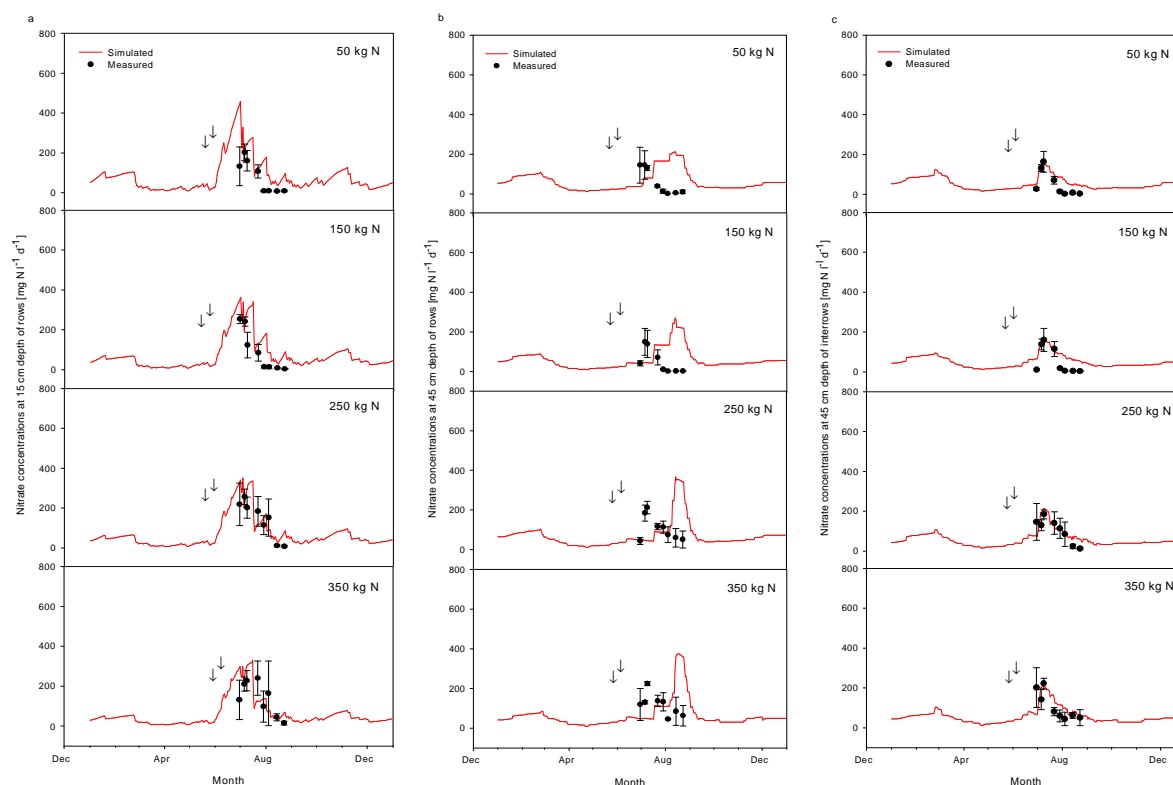 a
Nitrate concentrations at 15 cm depth of rows [mg N l-1 d-1]
800
600
400
200
0
Simulated
Measured
50 kg N
800
600
400
200
0
150 kg N
800
600
400
200
0
250 kg N
800
600
400
200
0
350 kg N
Dec Apr Aug Dec
Month
b
Nitrate concentrations at 45 cm depth of rows [mg N l-1 d-1]
800
600
400
200
0
Simulated
Measured
50 kg N
800
600
400
200
0
150 kg N
800
600
400
200
0
250 kg N
800
600
400
200
0
350 kg N
Dec Apr Aug Dec
Month
c
Nitrate concentrations at 45 cm depth of interrows [mg N l-1 d-1]
800
600
400
200
0
Simulated
Measured
50 kg N
800
600
400
200
0
150 kg N
800
600
400
200
0
250 kg N
800
600
400
200
0
350 kg N
Dec Apr Aug Dec
Month